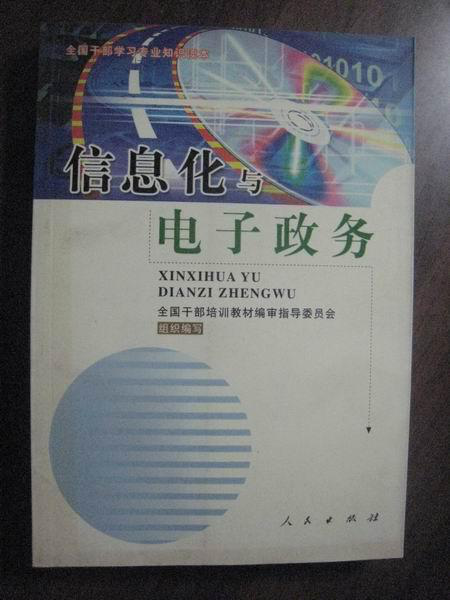 全国干部学习专业知识读本
01010
010
信息化与
电子政务
XINXIHUA YU
DIANZI ZHENGWU
全国干部培训教材编审指导委员会
组织编写
人民出版社